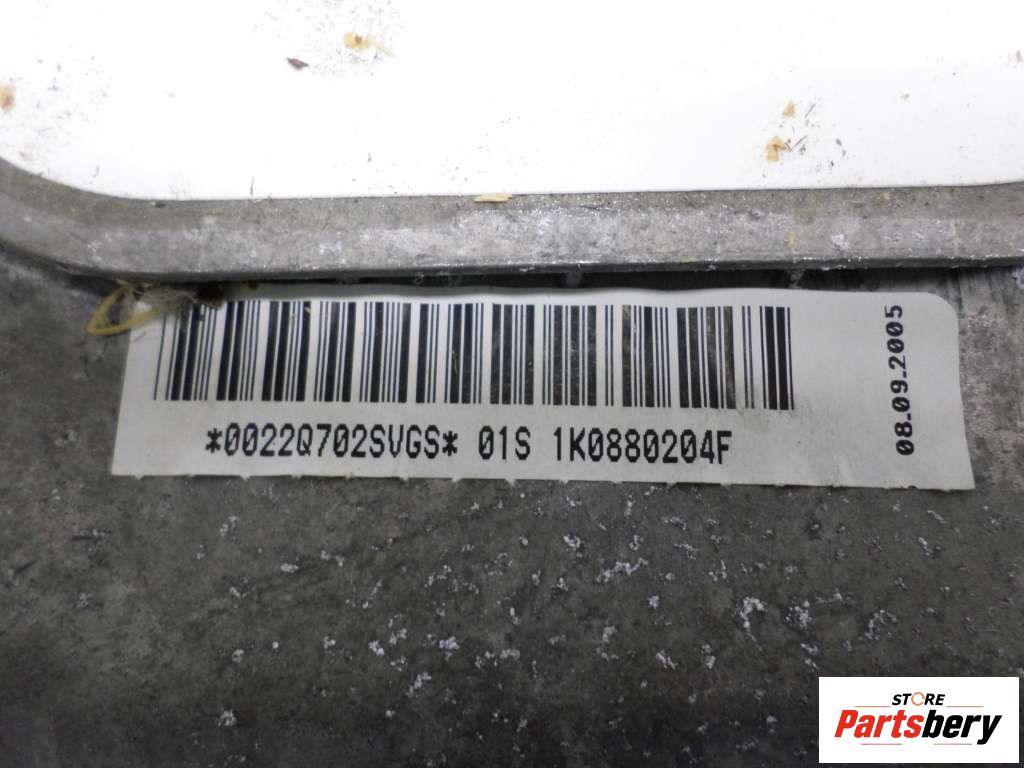 *0022Q702SVGS* 01S 1K0880204F
08.09.2005
STORE
Partsbery